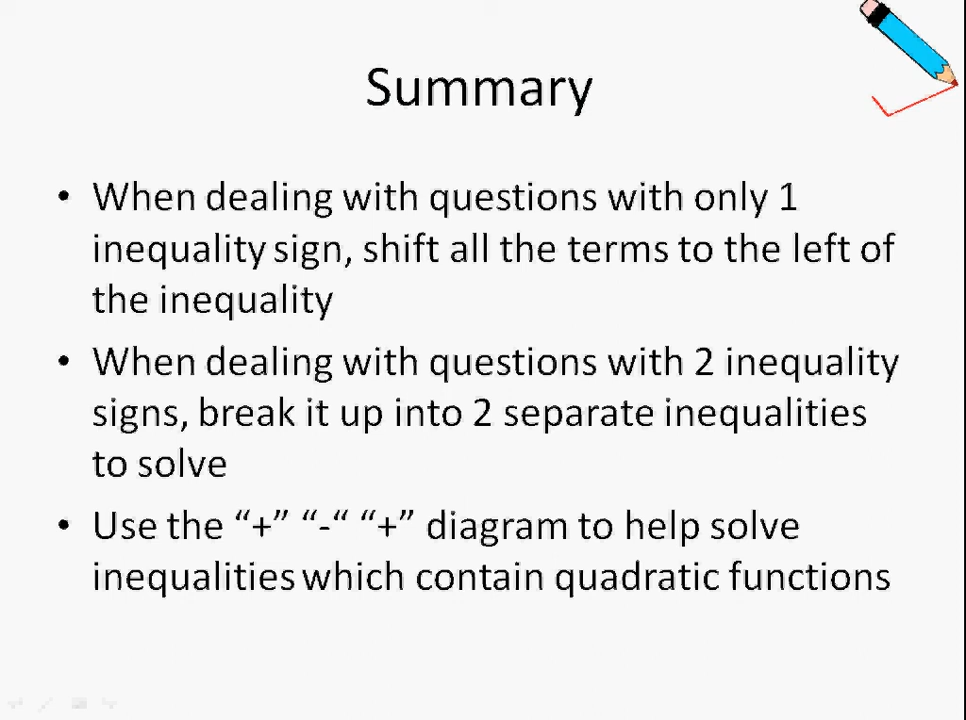 Summary
• When dealing with questions with only 1
inequality sign, shift all the terms to the left of
the inequality
• When dealing with questions with 2 inequality
signs, break it up into 2 separate inequalities
to solve
• Use the “+” “-“ “+” diagram to help solve
inequalities which contain quadratic functions